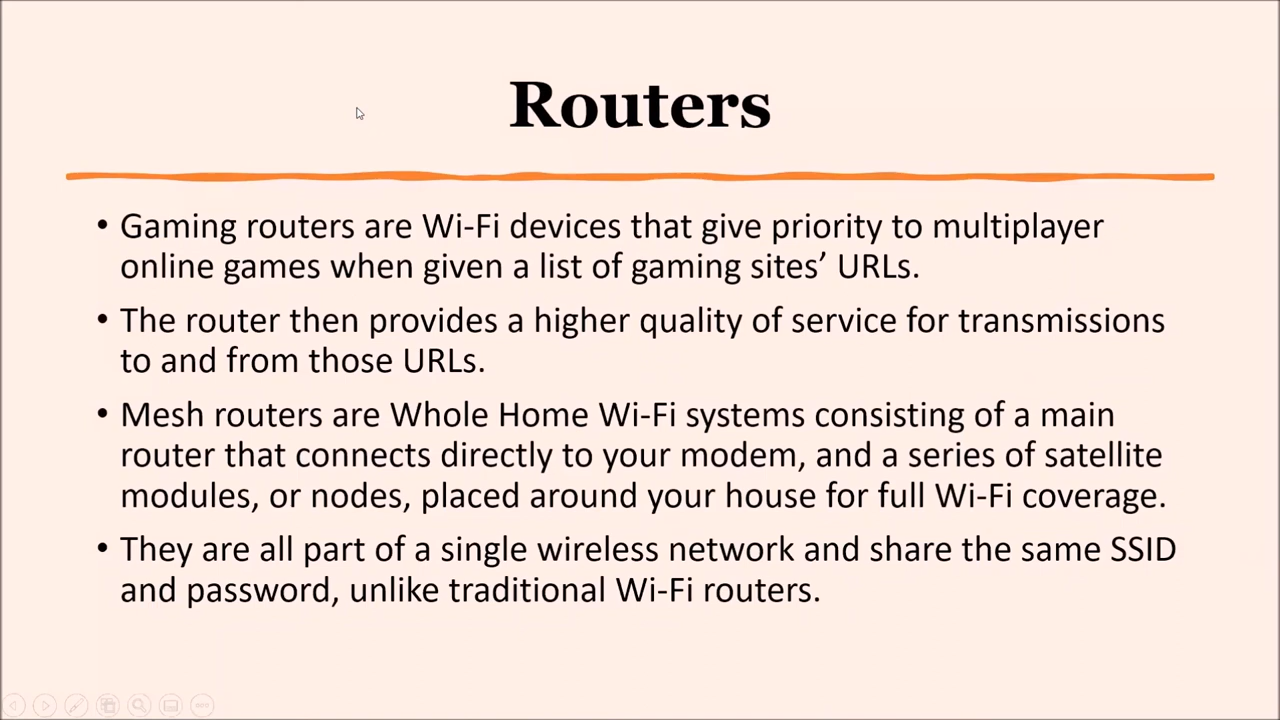 Routers
• Gaming routers are Wi-Fi devices that give priority to multiplayer
online games when given a list of gaming sites’ URLs.
• The router then provides a higher quality of service for transmissions
to and from those URLs.
• Mesh routers are Whole Home Wi-Fi systems consisting of a main
router that connects directly to your modem, and a series of satellite
modules, or nodes, placed around your house for full Wi-Fi coverage.
• They are all part of a single wireless network and share the same SSID
and password, unlike traditional Wi-Fi routers.